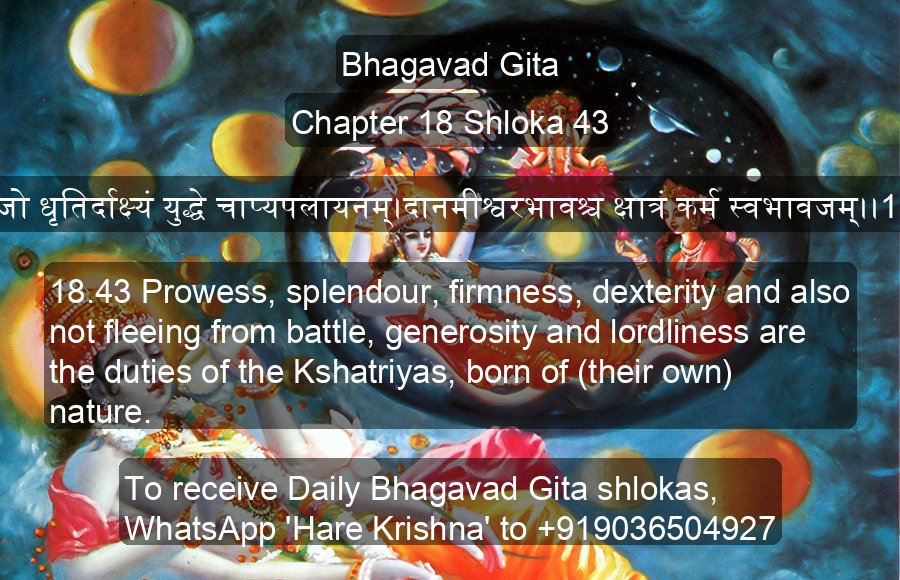 Bhagavad Gita
Chapter 18 Shloka 43
धृतिर्दाक्ष्यं युद्धे चाप्यपलायनम्।दानमीश्वरभावश्च क्षात्रं कर्म स्वभावजम्।।1
18.43 Prowess, splendour, firmness, dexterity and also
not fleeing from battle, generosity and lordliness are
the duties of the Kshatriyas, born of (their own)
nature.
To receive Daily Bhagavad Gita shlokas,
WhatsApp 'Hare Krishna' to +919036504927